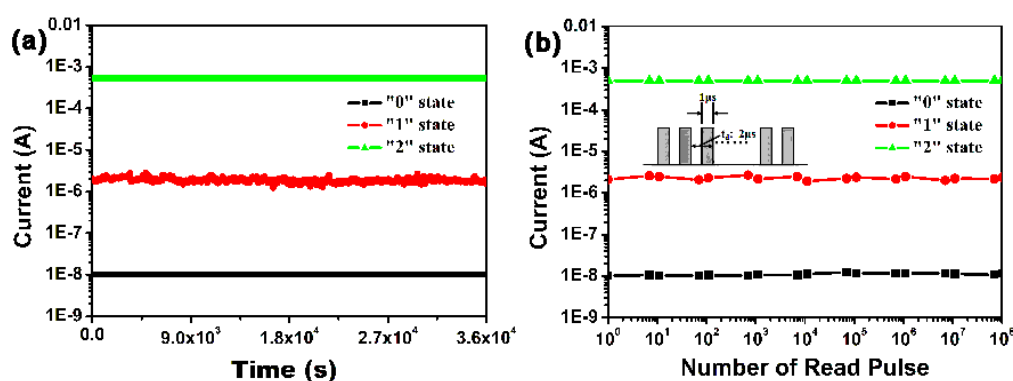 (a)
0.01
1E-3
1E-4
1E-5
1E-6
1E-7
1E-8
1E-9
Current (A)
"0" state
"1" state
"2" state
0.0
9.0x10³
1.8x10⁴
2.7x10⁴
3.6x10⁴
Time (s)
(b)
0.01
1E-3
1E-4
1E-5
1E-6
1E-7
1E-8
1E-9
Current (A)
1μs
t_d: 2μs
"0" state
"1" state
"2" state
10⁰
10¹
10²
10³
10⁴
10⁵
10⁶
10⁷
10⁸
Number of Read Pulse